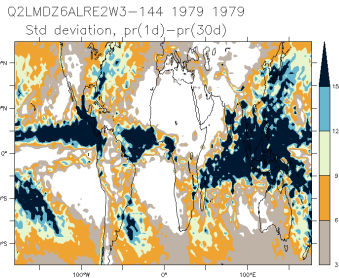 Q2LMDZ6ALRE2W3-144 1979 1979
Std deviation, pr(1d)-pr(30d)
15
12
9
6
3
0°
100°W
0°
100°E